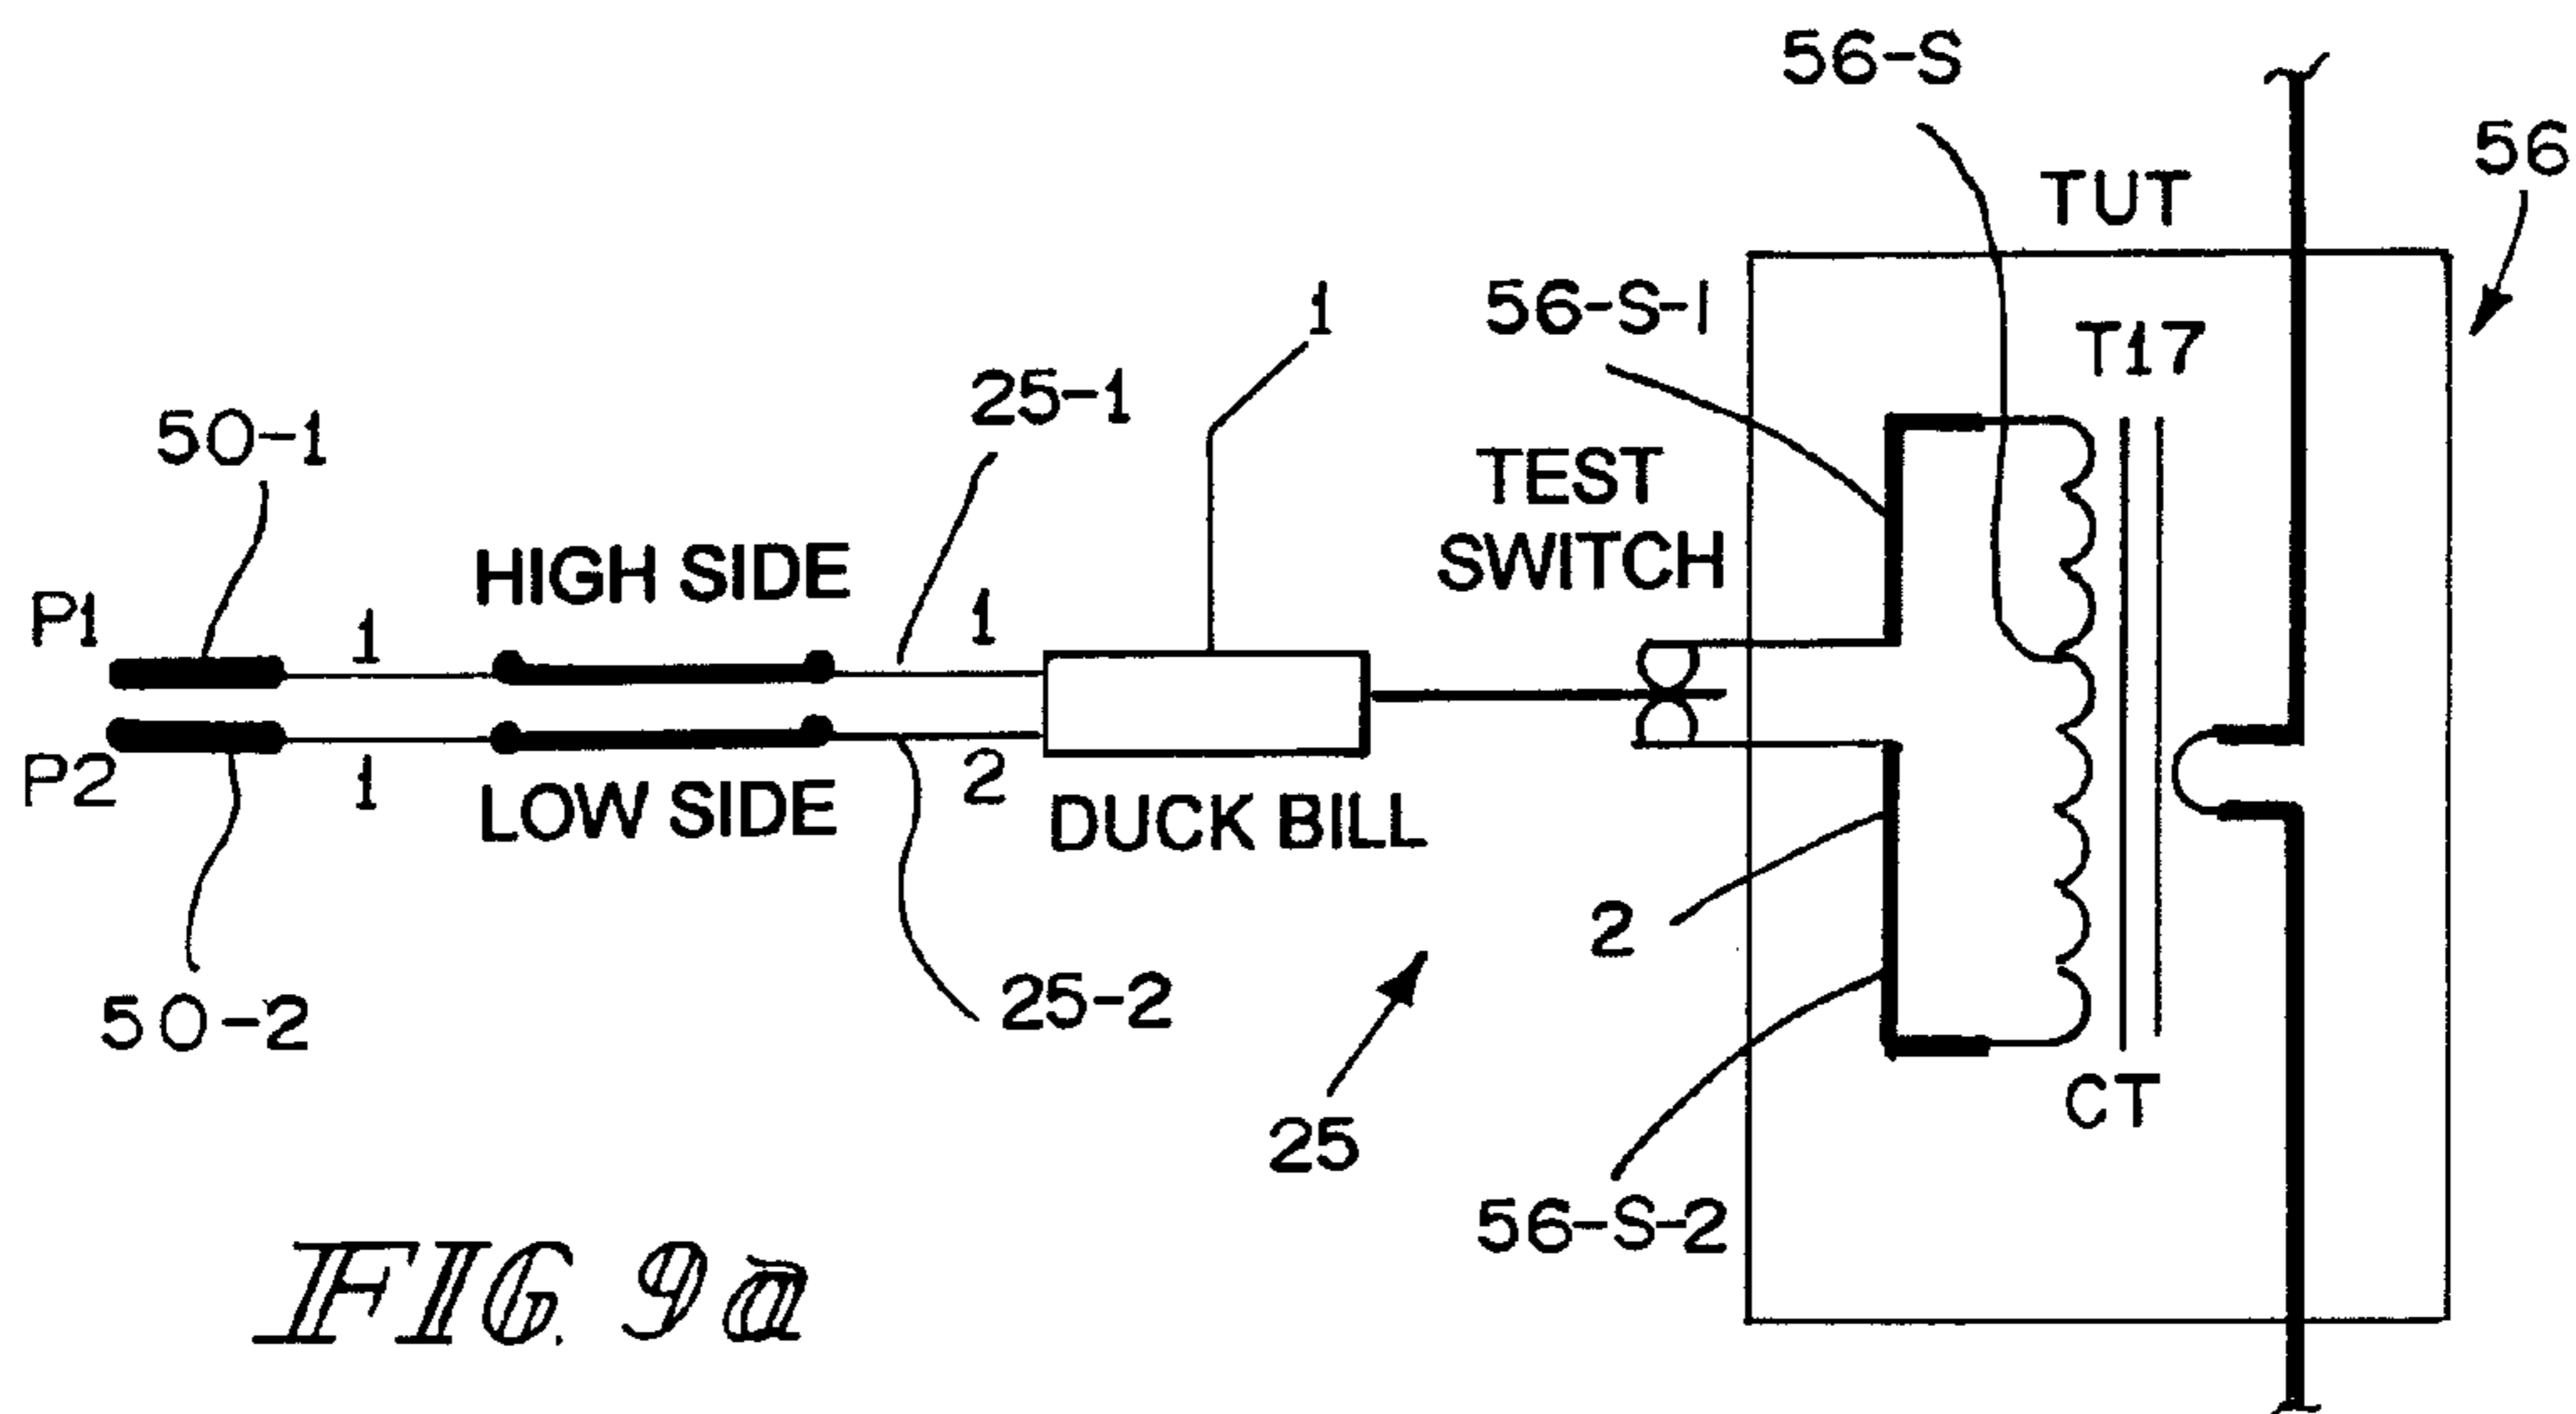 56-S
56
TUT
56-S-1
1
T17
25-1
50-1
TEST
SWITCH
HIGH SIDE
1
P1
1
P2
1
LOW SIDE
2
DUCK BILL
2
25-2
50-2
25
CT
56-S-2
FIG. 9a